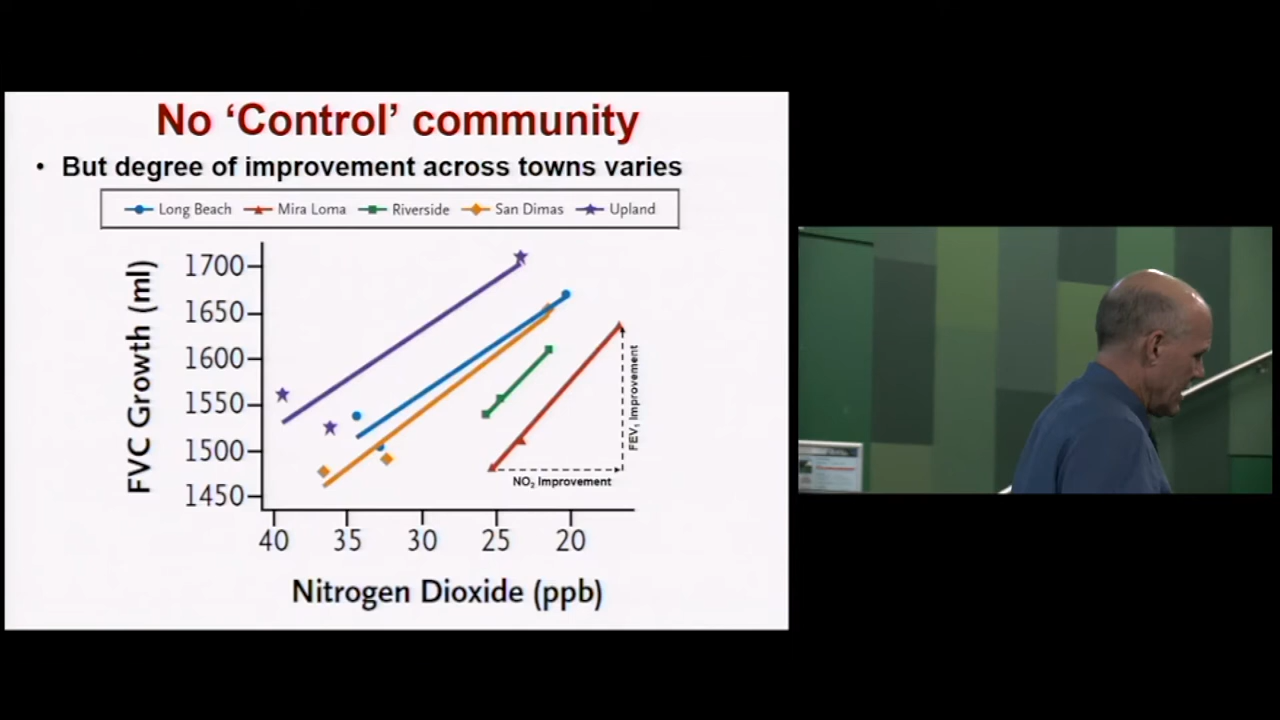 No ‘Control’ community
• But degree of improvement across towns varies
Long Beach Mira Loma Riverside San Dimas Upland
FVC Growth (ml)
1700
1650
1600
1550
1500
1450
40 35 30 25 20
Nitrogen Dioxide (ppb)
FEV₁ Improvement
NO₂ Improvement